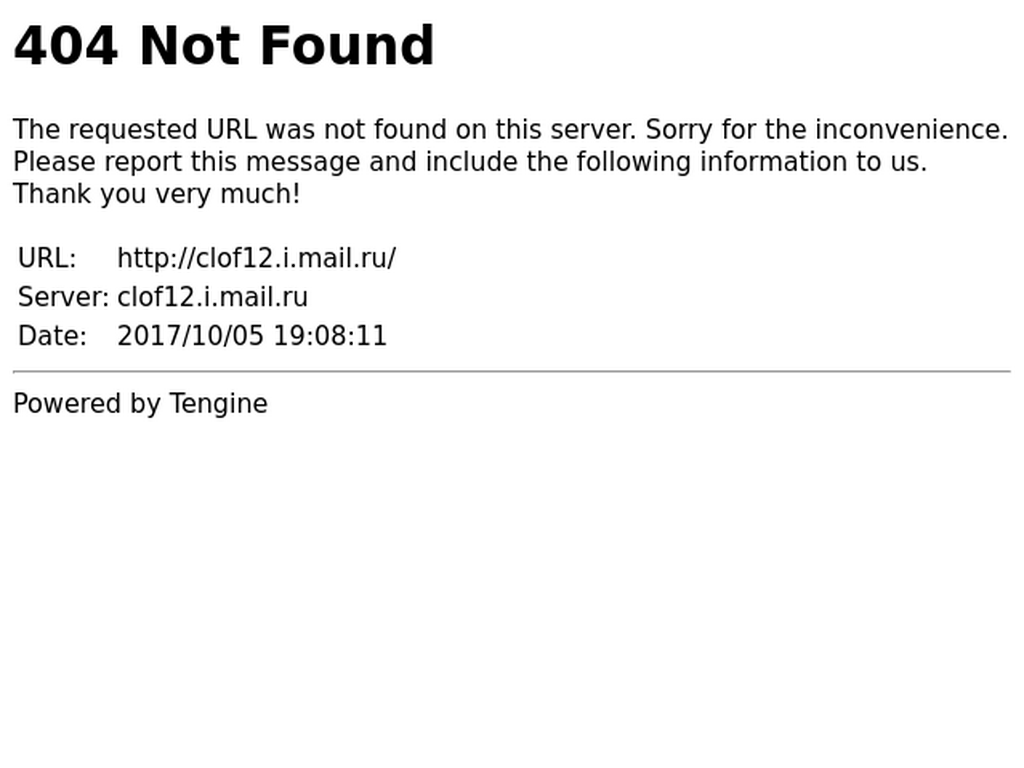 404 Not Found
The requested URL was not found on this server. Sorry for the inconvenience.
Please report this message and include the following information to us.
Thank you very much!
URL: http://clof12.i.mail.ru/
Server: clof12.i.mail.ru
Date: 2017/10/05 19:08:11
Powered by Tengine